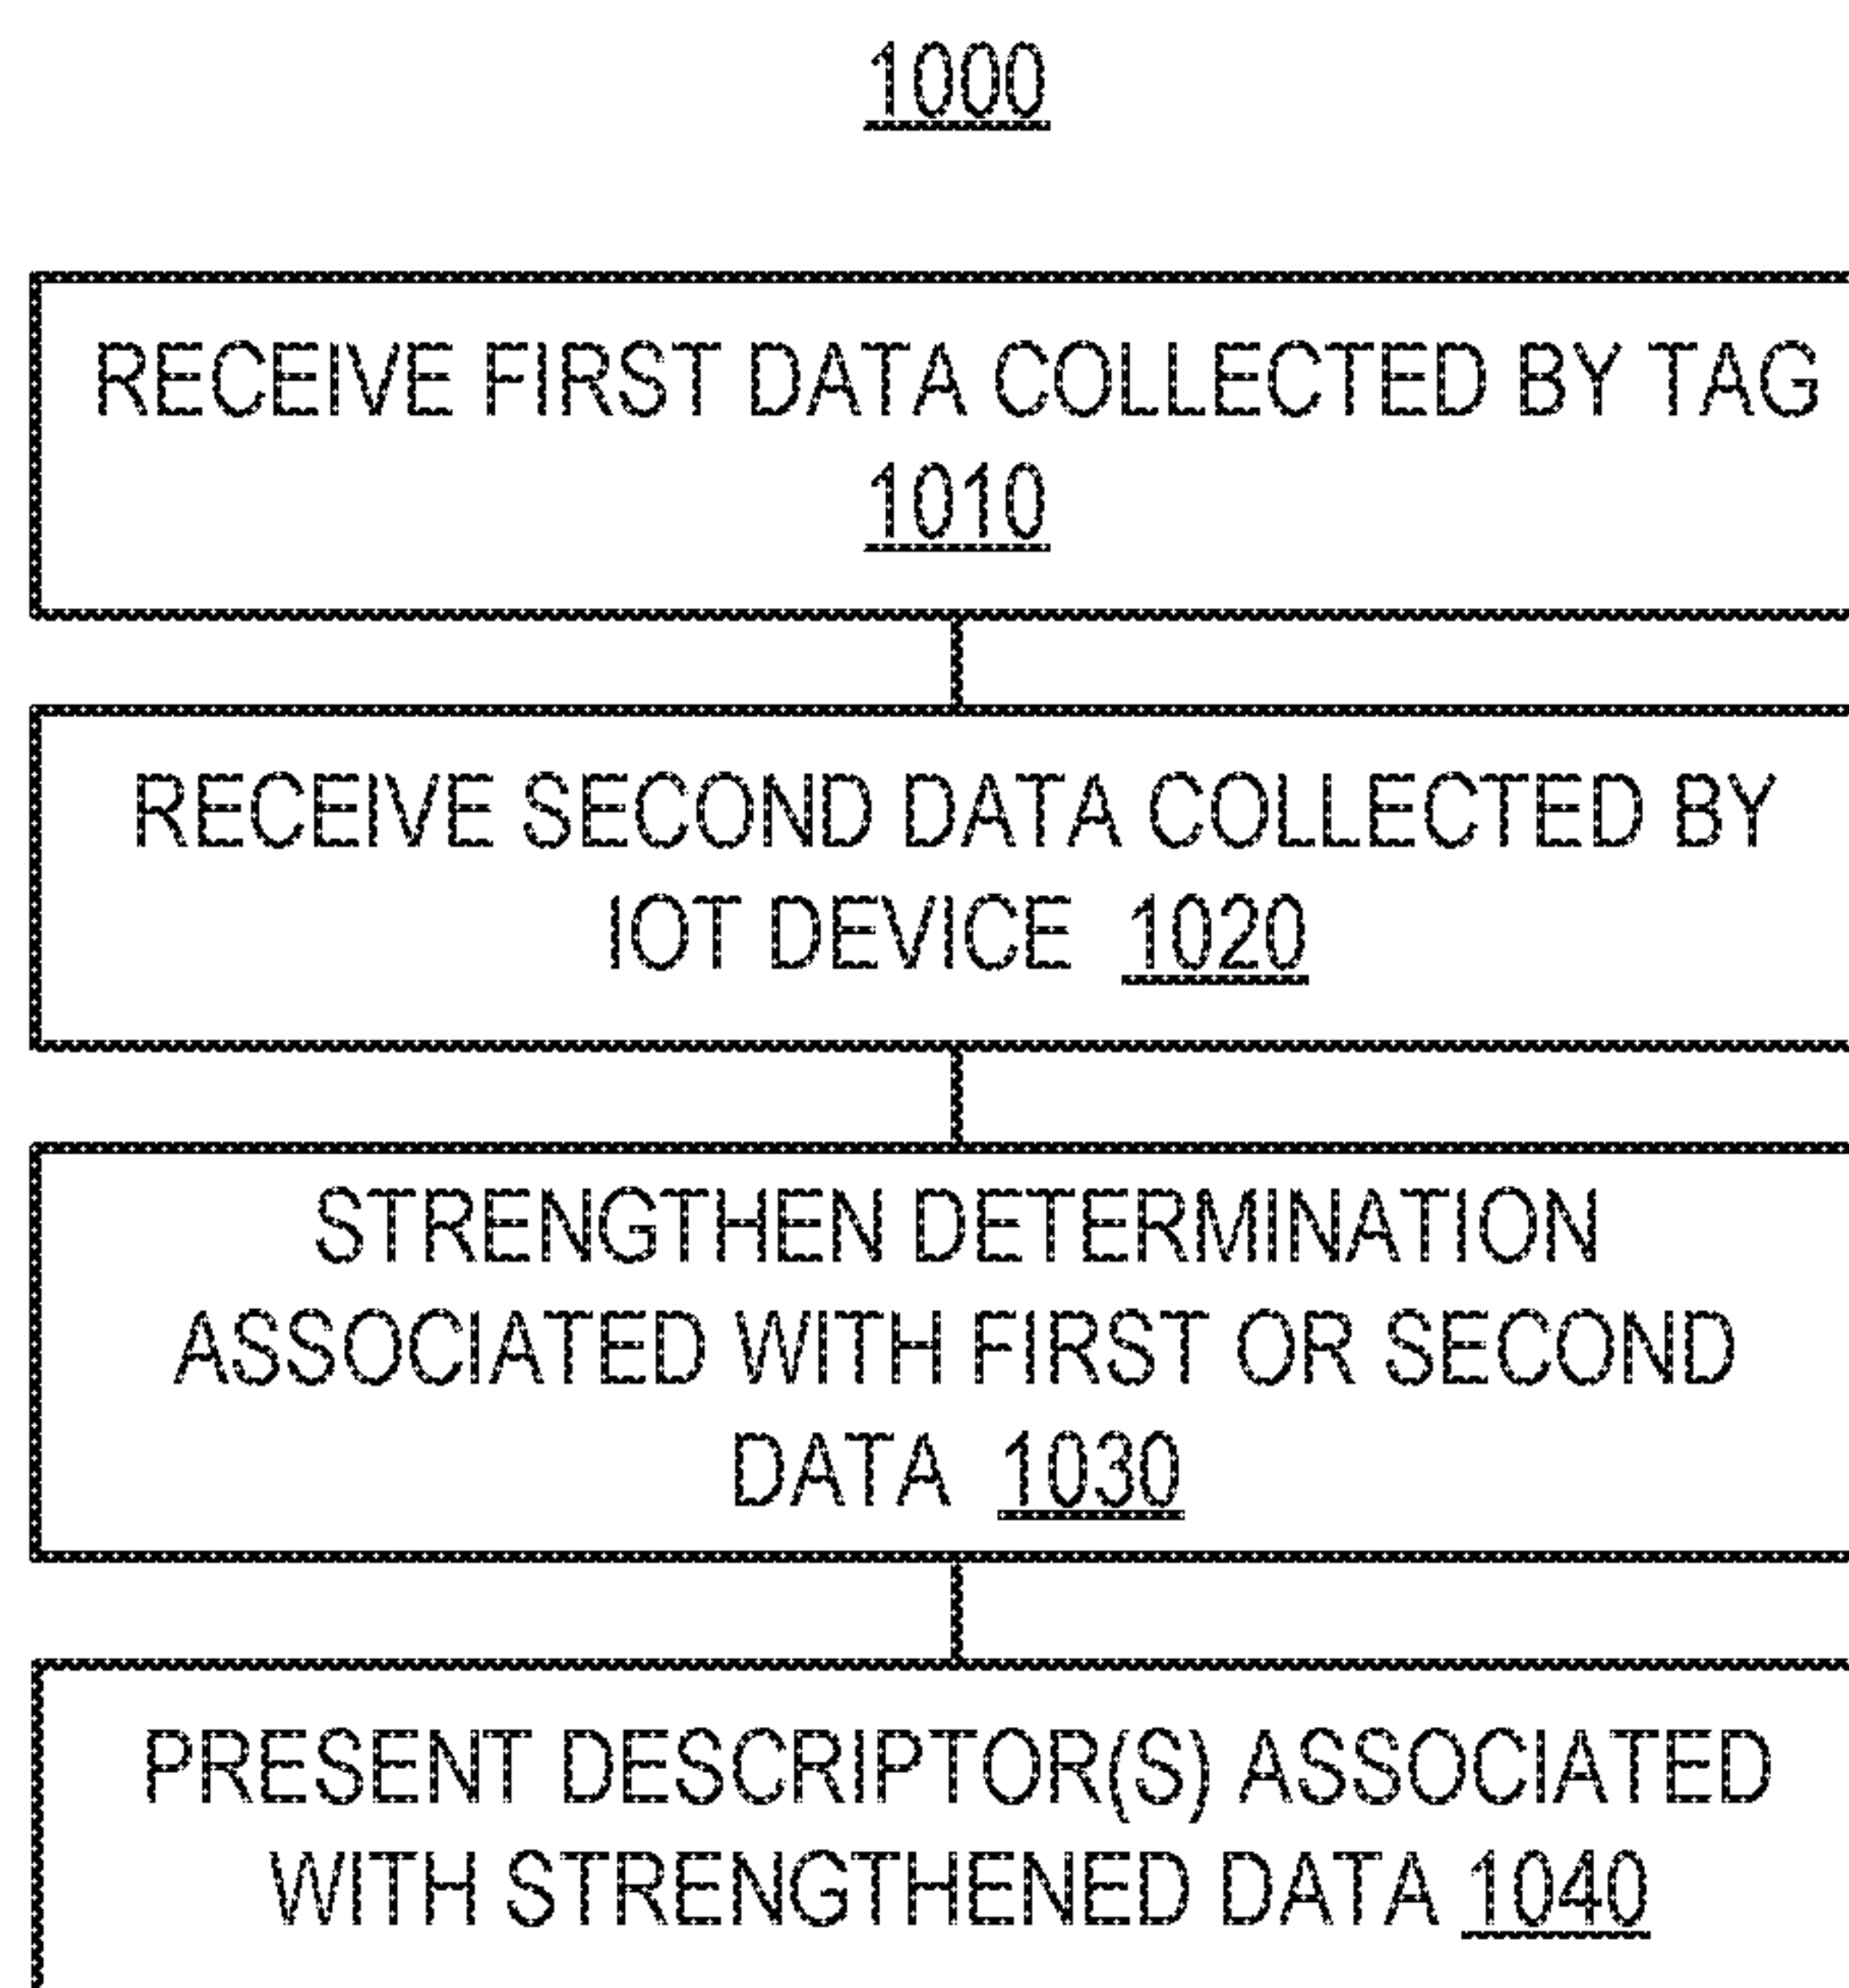 1000
RECEIVE FIRST DATA COLLECTED BY TAG
1010
RECEIVE SECOND DATA COLLECTED BY
IOT DEVICE 1020
STRENGTHEN DETERMINATION
ASSOCIATED WITH FIRST OR SECOND
DATA 1030
PRESENT DESCRIPTOR(S) ASSOCIATED
WITH STRENGTHENED DATA 1040